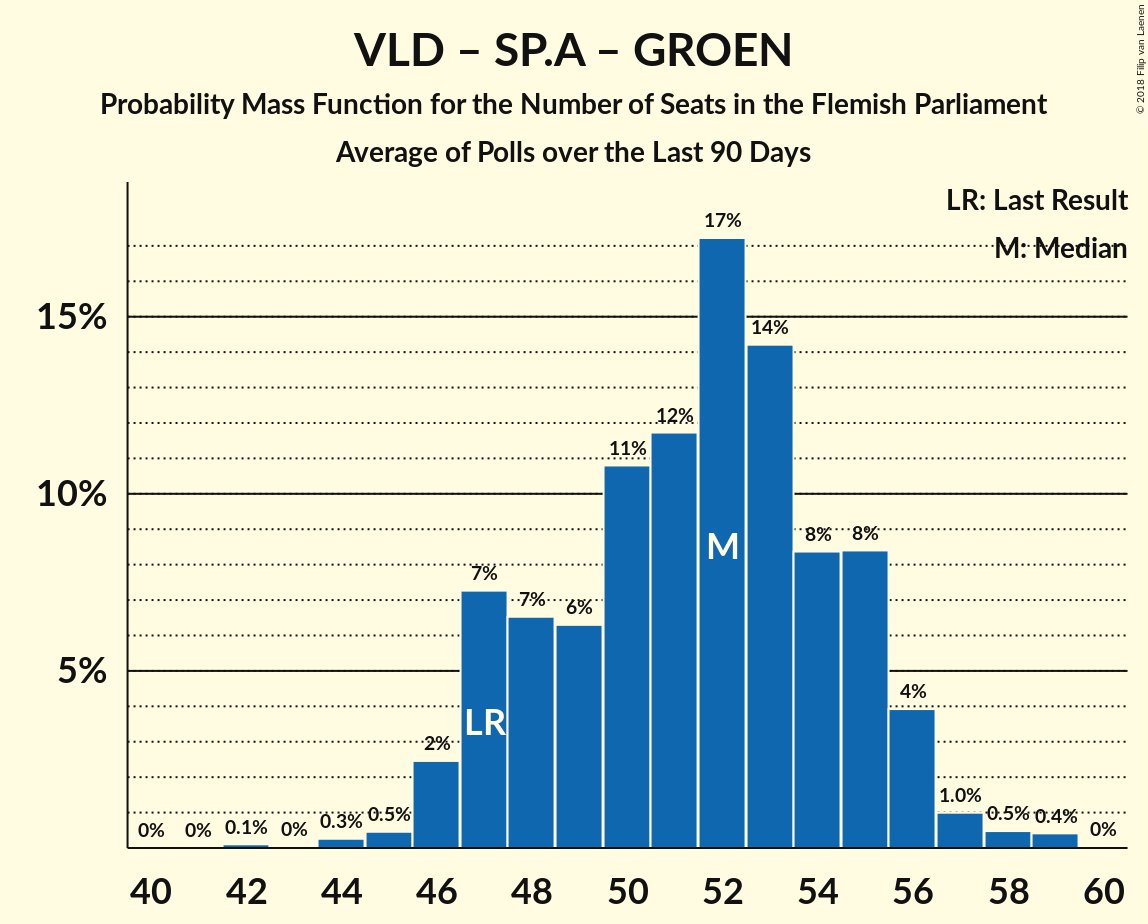 VLD – SP.A – GROEN
Probability Mass Function for the Number of Seats in the Flemish Parliament
Average of Polls over the Last 90 Days
© 2018 Filip van Laenen
LR: Last Result
M: Median
15%
10%
5%
0%
0%
0.1%
0%
0.3%
0.5%
2%
7%
7%
6%
11%
12%
17%
14%
8%
8%
4%
1.0%
0.5%
0.4%
0%
LR
M
40 42 44 46 48 50 52 54 56 58 60